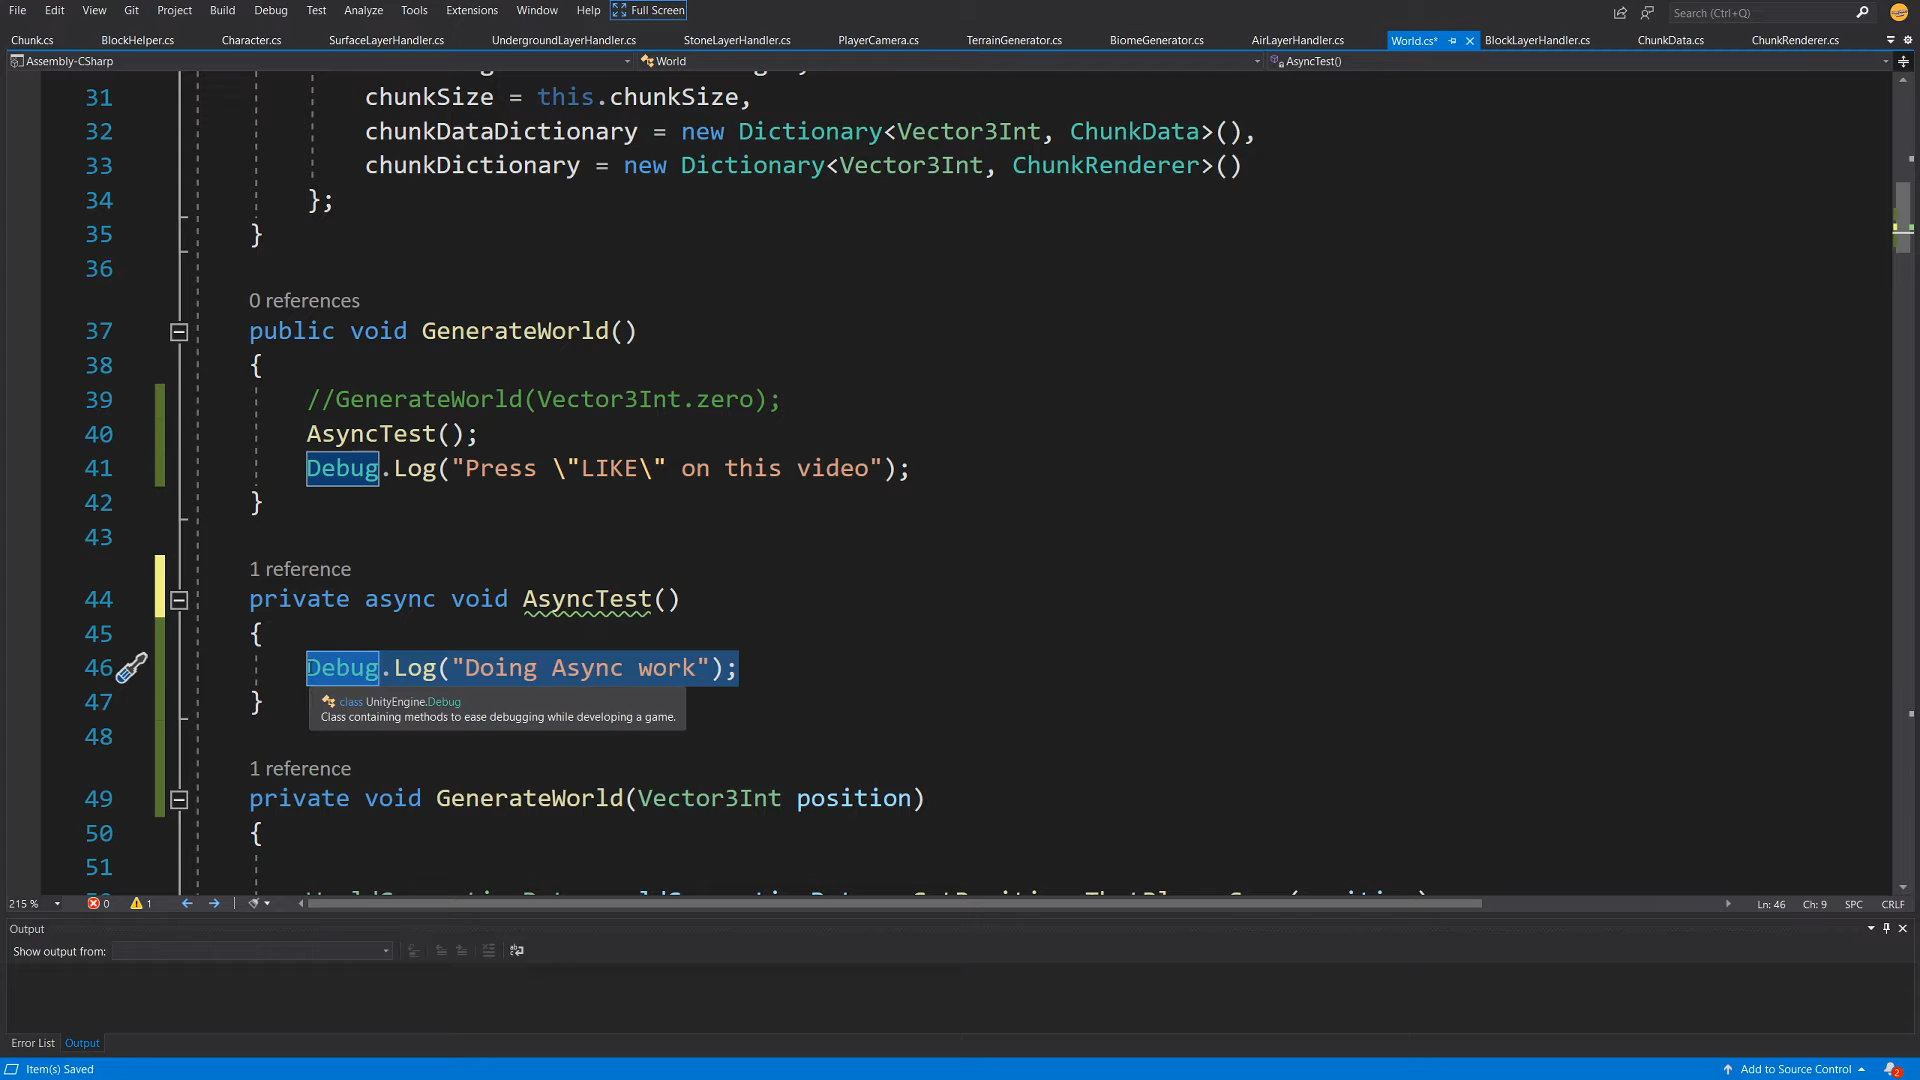 File Edit View Git Project Build Debug Test Analyze Tools Extensions Window Help Full Screen Search (Ctrl+Q)
Chunk.cs BlockHelper.cs Character.cs SurfaceLayerHandler.cs UndergroundLayerHandler.cs StoneLayerHandler.cs PlayerCamera.cs TerrainGenerator.cs BiomeGenerator.cs AirLayerHandler.cs World.cs* BlockLayerHandler.cs ChunkData.cs ChunkRenderer.cs
Assembly-CSharp World AsyncTest()
31 chunkSize = this.chunkSize,
32 chunkDataDictionary = new Dictionary<Vector3Int, ChunkData>(),
33 chunkDictionary = new Dictionary<Vector3Int, ChunkRenderer>()
34 };
35 }
36
0 references
37 public void GenerateWorld()
38 {
39 //GenerateWorld(Vector3Int.zero);
40 AsyncTest();
41 Debug.Log("Press \"LIKE\" on this video");
42 }
43
1 reference
44 private async void AsyncTest()
45 {
46 Debug.Log("Doing Async work");
47 }
class UnityEngine.Debug
Class containing methods to ease debugging while developing a game.
48
1 reference
49 private void GenerateWorld(Vector3Int position)
50 {
51
215 % 0 1 Ln: 46 Ch: 9 SPC CRLF
Output
Show output from:
Error List Output
Item(s) Saved Add to Source Control 2